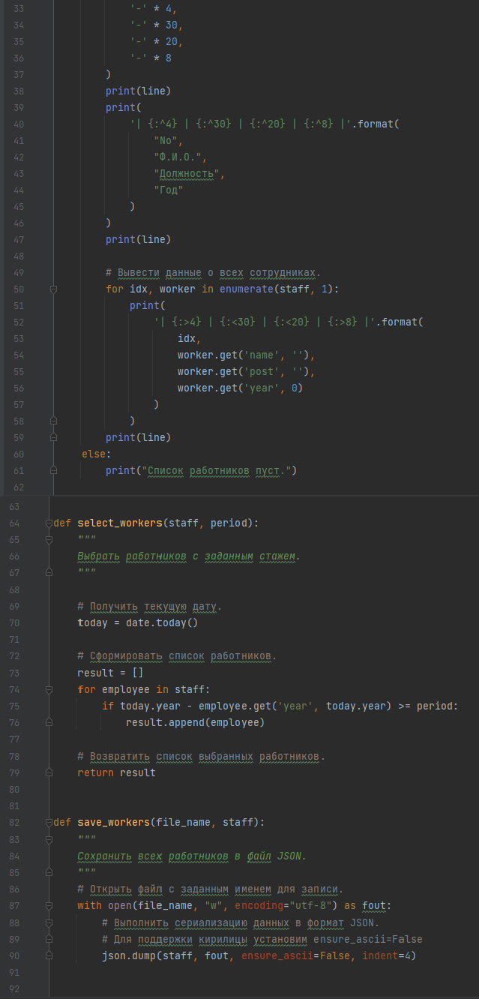 33 '-' * 4,
34 '-' * 30,
35 '-' * 20,
36 '-' * 8
37 )
38 print(line)
39 print(
40 '| {:^4} | {:^30} | {:^20} | {:^8} |'.format(
41 "No",
42 "Ф.И.О.",
43 "Должность",
44 "Год"
45 )
46 )
47 print(line)
48
49 # Вывести данные о всех сотрудниках.
50 for idx, worker in enumerate(staff, 1):
51 print(
52 '| {:>4} | {:<30} | {:<20} | {:>8} |'.format(
53 idx,
54 worker.get('name', ''),
55 worker.get('post', ''),
56 worker.get('year', 0)
57 )
58 )
59 print(line)
60 else:
61 print("Список работников пуст.")
62
63
64 def select_workers(staff, period):
65 """
66 Выбрать работников с заданным стажем.
67 """
68
69 # Получить текущую дату.
70 today = date.today()
71
72 # Сформировать список работников.
73 result = []
74 for employee in staff:
75 if today.year - employee.get('year', today.year) >= period:
76 result.append(employee)
77
78 # Возвратить список выбранных работников.
79 return result
80
81
82 def save_workers(file_name, staff):
83 """
84 Сохранить всех работников в файл JSON.
85 """
86 # Открыть файл с заданным именем для записи.
87 with open(file_name, "w", encoding="utf-8") as fout:
88 # Выполнить сериализацию данных в формат JSON.
89 # Для поддержки кирилицы установим ensure_ascii=False
90 json.dump(staff, fout, ensure_ascii=False, indent=4)
91
92